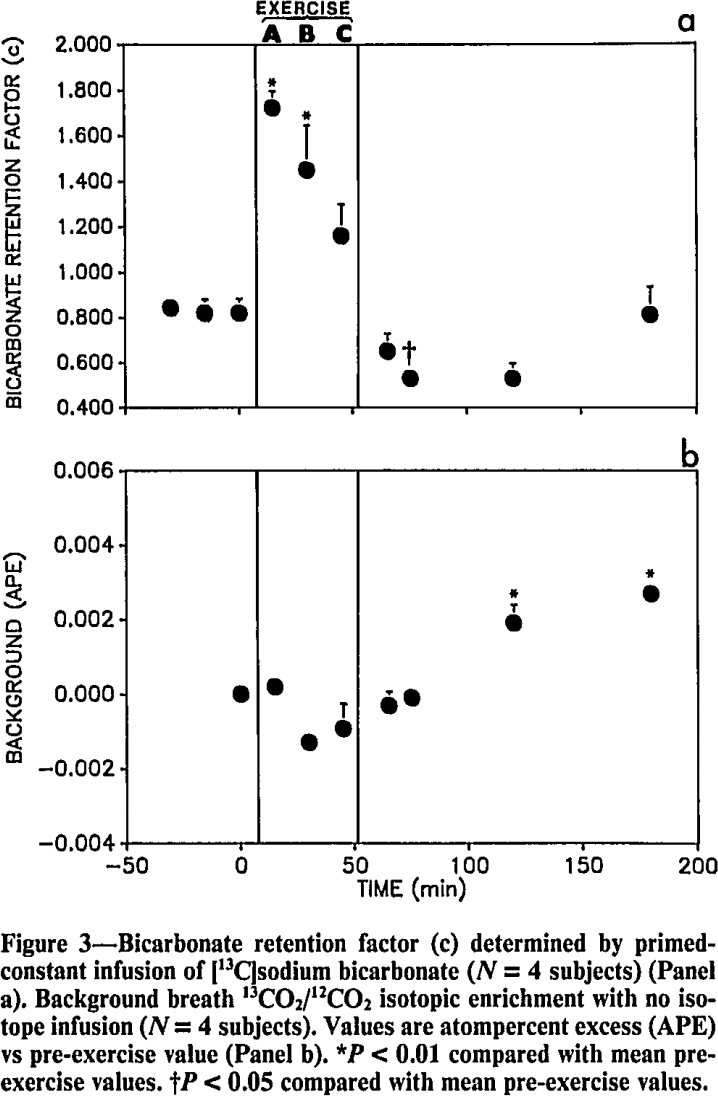 EXERCISE
A B C
a
BICARBONATE RETENTION FACTOR (c)
2.000
1.800
1.600
1.400
1.200
1.000
0.800
0.600
0.400
*
*
†
b
BACKGROUND (APE)
0.006
0.004
0.002
0.000
−0.002
−0.004
*
*
−50 0 50 100 150 200
TIME (min)
Figure 3—Bicarbonate retention factor (c) determined by primed-
constant infusion of [¹³C]sodium bicarbonate (N = 4 subjects) (Panel
a). Background breath ¹³CO₂/¹²CO₂ isotopic enrichment with no iso-
tope infusion (N = 4 subjects). Values are atompercent excess (APE)
vs pre-exercise value (Panel b). *P < 0.01 compared with mean pre-
exercise values. †P < 0.05 compared with mean pre-exercise values.